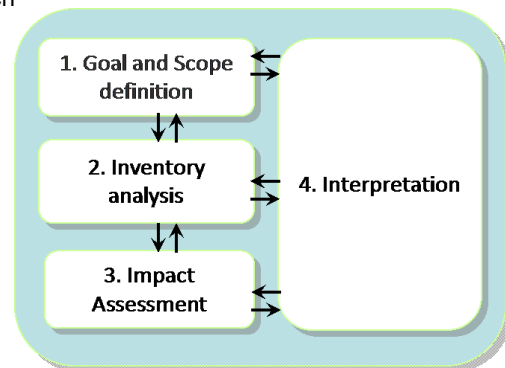 1. Goal and Scope
definition
2. Inventory
analysis
3. Impact
Assessment
4. Interpretation